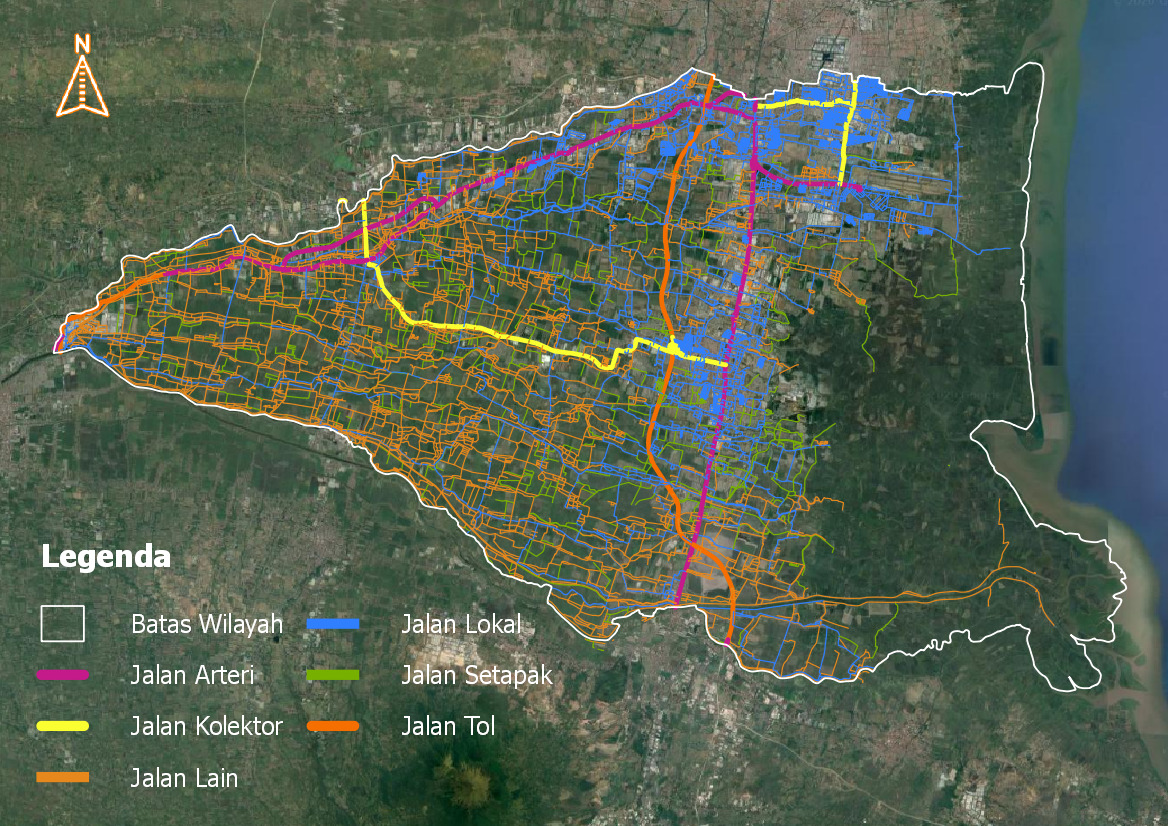 N
Legenda
Batas Wilayah
Jalan Lokal
Jalan Arteri
Jalan Setapak
Jalan Kolektor
Jalan Tol
Jalan Lain